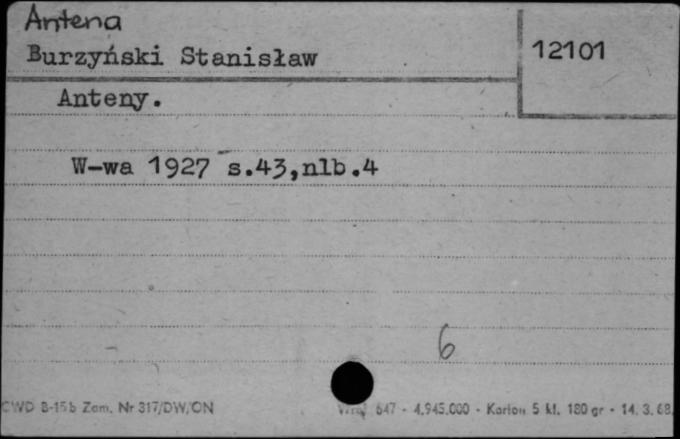 Antena
Burzyński Stanisław
12101
Anteny.
W-wa 1927 s.43,nlb.4
6
CWD B-15b Zam. Nr 317/DW/ON
647 - 4.945.000 - Karton 5 kl. 180 gr - 14. 3. 68.